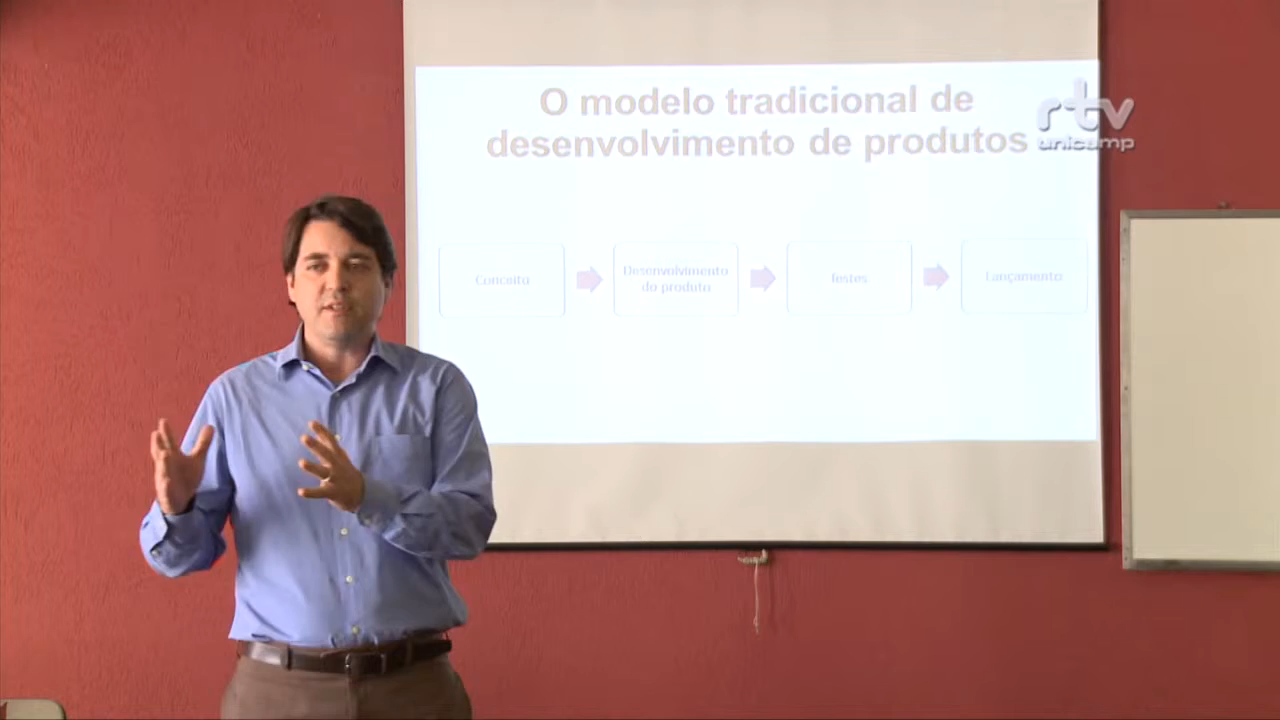 O modelo tradicional de
desenvolvimento de produtos
rtv
unicamp
Conceito
Desenvolvimento
do produto
Testes
Lançamento